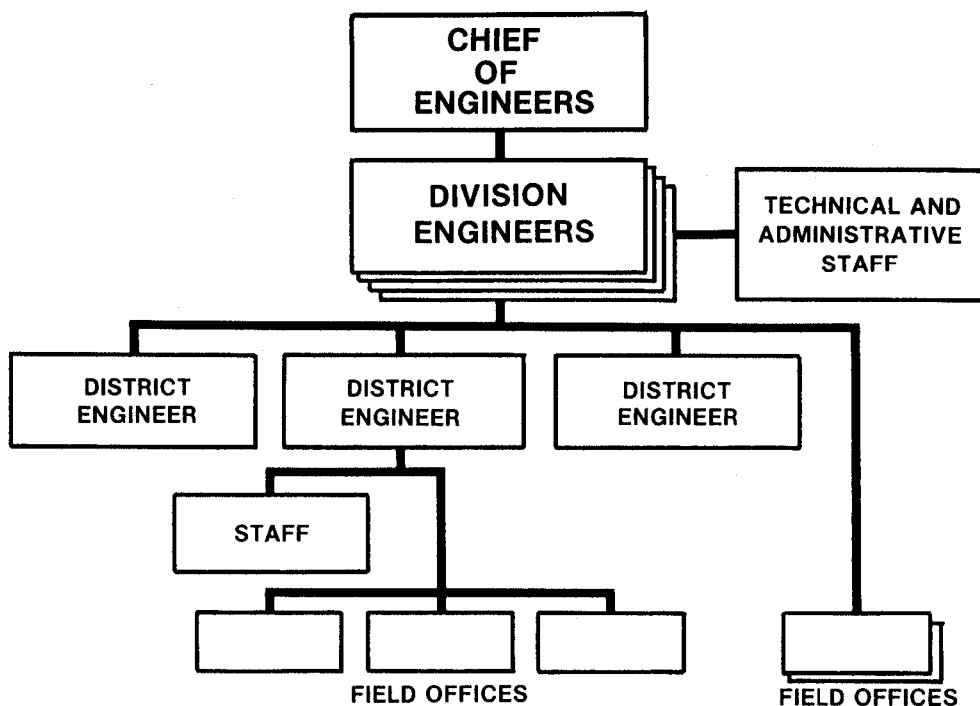 CHIEF
OF
ENGINEERS
DIVISION
ENGINEERS
TECHNICAL AND
ADMINISTRATIVE
STAFF
DISTRICT
ENGINEER
DISTRICT
ENGINEER
DISTRICT
ENGINEER
STAFF
FIELD OFFICES
FIELD OFFICES